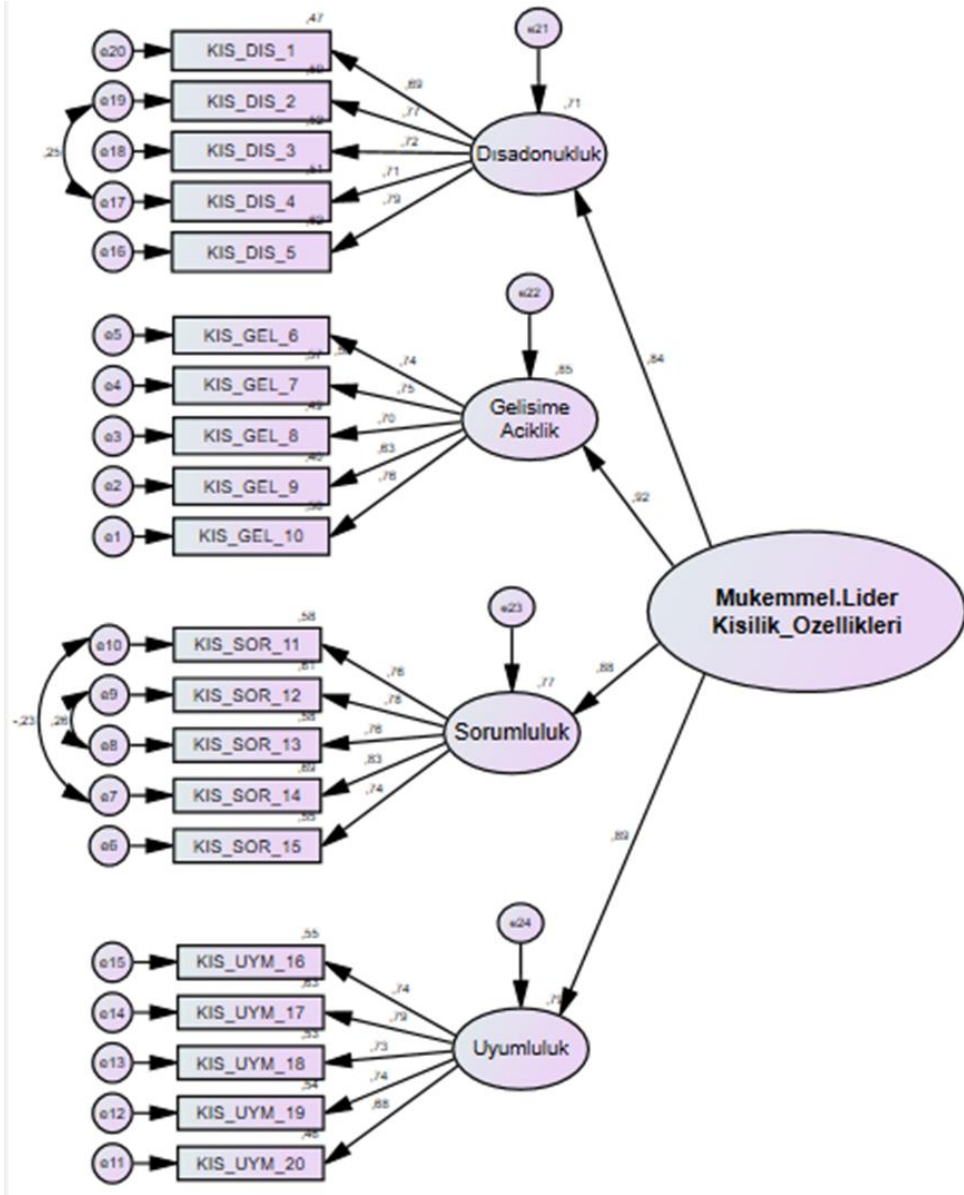 ,47
e20
KIS_DIS_1
e19
KIS_DIS_2
e18
KIS_DIS_3
e17
KIS_DIS_4
e16
KIS_DIS_5
,25
,69
,77
,72
,71
,79
e21
,71
Dısadonukluk
e5
KIS_GEL_6
e4
KIS_GEL_7
e3
KIS_GEL_8
e2
KIS_GEL_9
e1
KIS_GEL_10
,74
,75
,70
,63
,76
e22
,85
Gelisime
Aciklik
,84
,92
,88
,89
Mukemmel.Lider
Kisilik_Ozellikleri
,58
e10
KIS_SOR_11
e9
KIS_SOR_12
e8
KIS_SOR_13
e7
KIS_SOR_14
e6
KIS_SOR_15
-,23
,26
,76
,78
,76
,83
,74
e23
,77
Sorumluluk
,55
e15
KIS_UYM_16
e14
KIS_UYM_17
e13
KIS_UYM_18
e12
KIS_UYM_19
e11
KIS_UYM_20
,74
,79
,73
,74
,68
e24
Uyumluluk